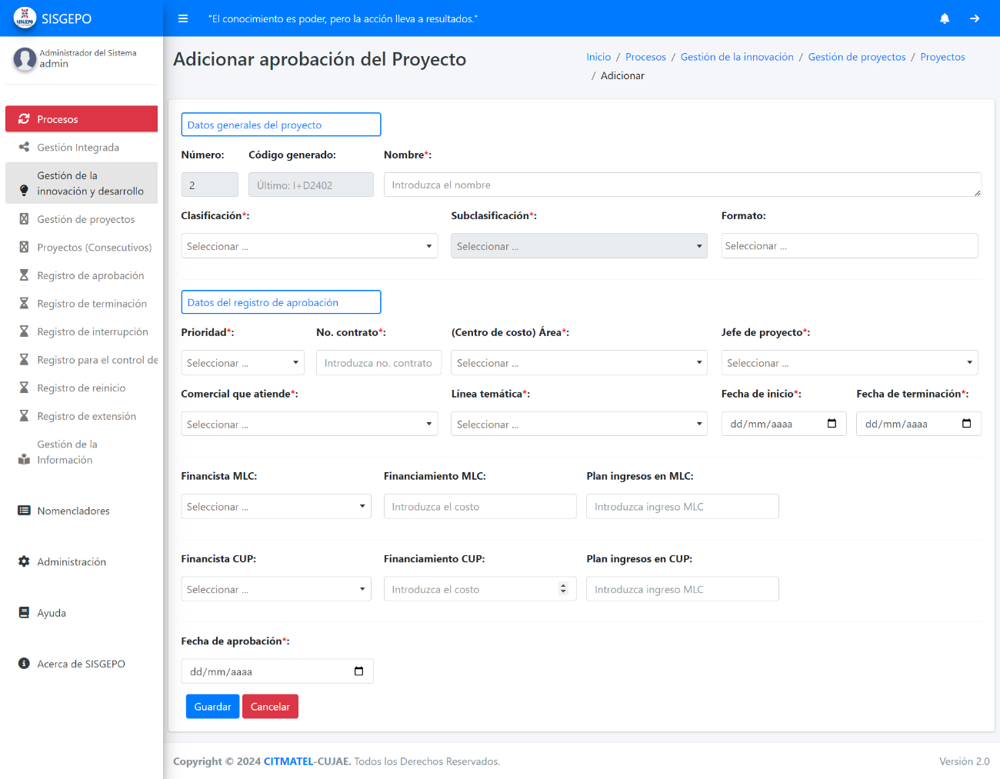 SISGEPO
SISGEPO
"El conocimiento es poder, pero la acción lleva a resultados."
Administrador del Sistema
admin
Procesos
Gestión Integrada
Gestión de la
innovación y desarrollo
Gestión de proyectos
Proyectos (Consecutivos)
Registro de aprobación
Registro de terminación
Registro de interrupción
Registro para el control de
Registro de reinicio
Registro de extensión
Gestión de la
Información
Nomencladores
Administración
Ayuda
Acerca de SISGEPO
Adicionar aprobación del Proyecto
Inicio / Procesos / Gestión de la innovación / Gestión de proyectos / Proyectos
/ Adicionar
Datos generales del proyecto
Número: Código generado: Nombre*:
2 Último: I+D2402 Introduzca el nombre
Clasificación*: Subclasificación*: Formato:
Seleccionar ... Seleccionar ... Seleccionar ...
Datos del registro de aprobación
Prioridad*: No. contrato*: (Centro de costo) Área*: Jefe de proyecto*:
Seleccionar ... Introduzca no. contrato Seleccionar ... Seleccionar ...
Comercial que atiende*: Línea temática*: Fecha de inicio*: Fecha de terminación*:
Seleccionar ... Seleccionar ... dd/mm/aaaa dd/mm/aaaa
Financista MLC: Financiamiento MLC: Plan ingresos en MLC:
Seleccionar ... Introduzca el costo Introduzca ingreso MLC
Financista CUP: Financiamiento CUP: Plan ingresos en CUP:
Seleccionar ... Introduzca el costo Introduzca ingreso MLC
Fecha de aprobación*:
dd/mm/aaaa
Guardar Cancelar
Copyright © 2024 CITMATEL-CUJAE. Todos los Derechos Reservados. Versión 2.0